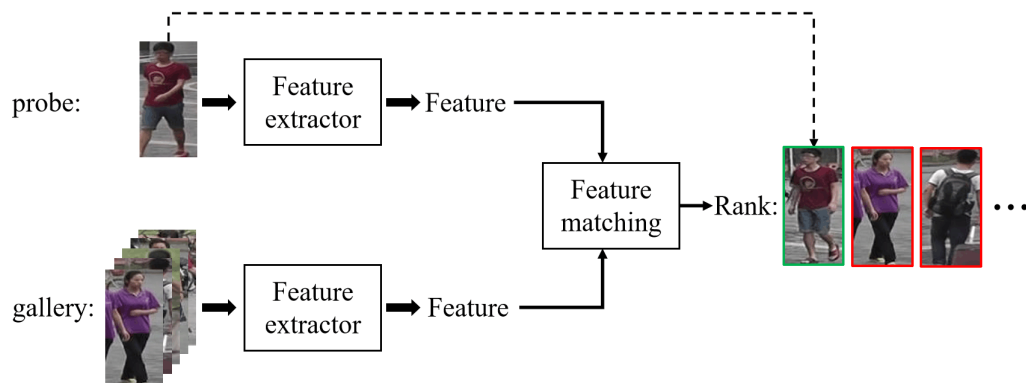 probe:
Feature
extractor
Feature
Feature
matching
Rank:
...
gallery:
Feature
extractor
Feature